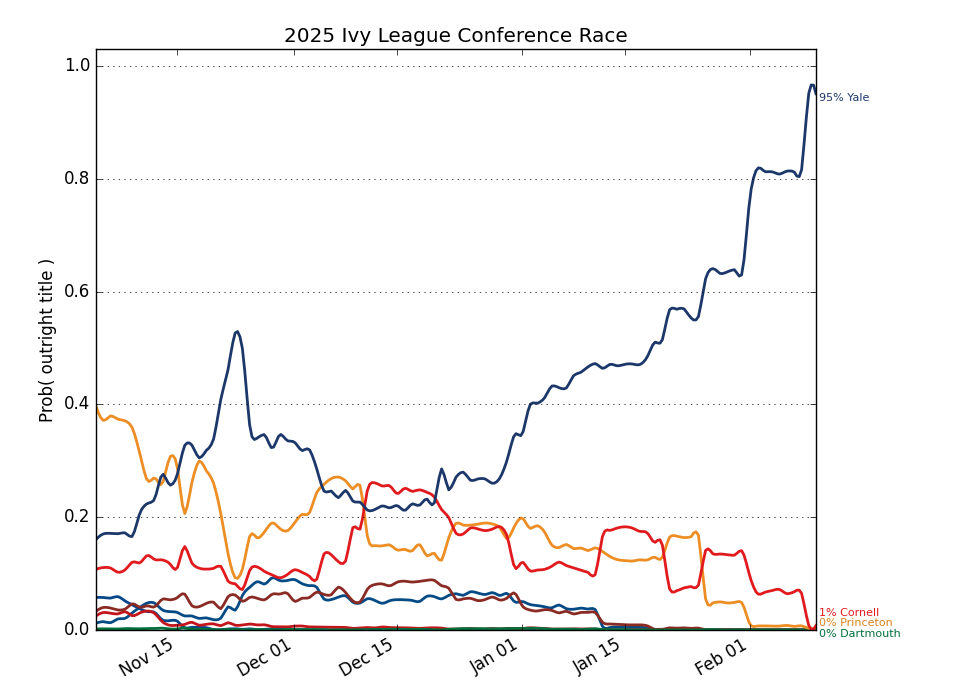 2025 Ivy League Conference Race
Prob( outright title )
1.0
0.8
0.6
0.4
0.2
0.0
Nov 15
Dec 01
Dec 15
Jan 01
Jan 15
Feb 01
95% Yale
1% Cornell
0% Princeton
0% Dartmouth